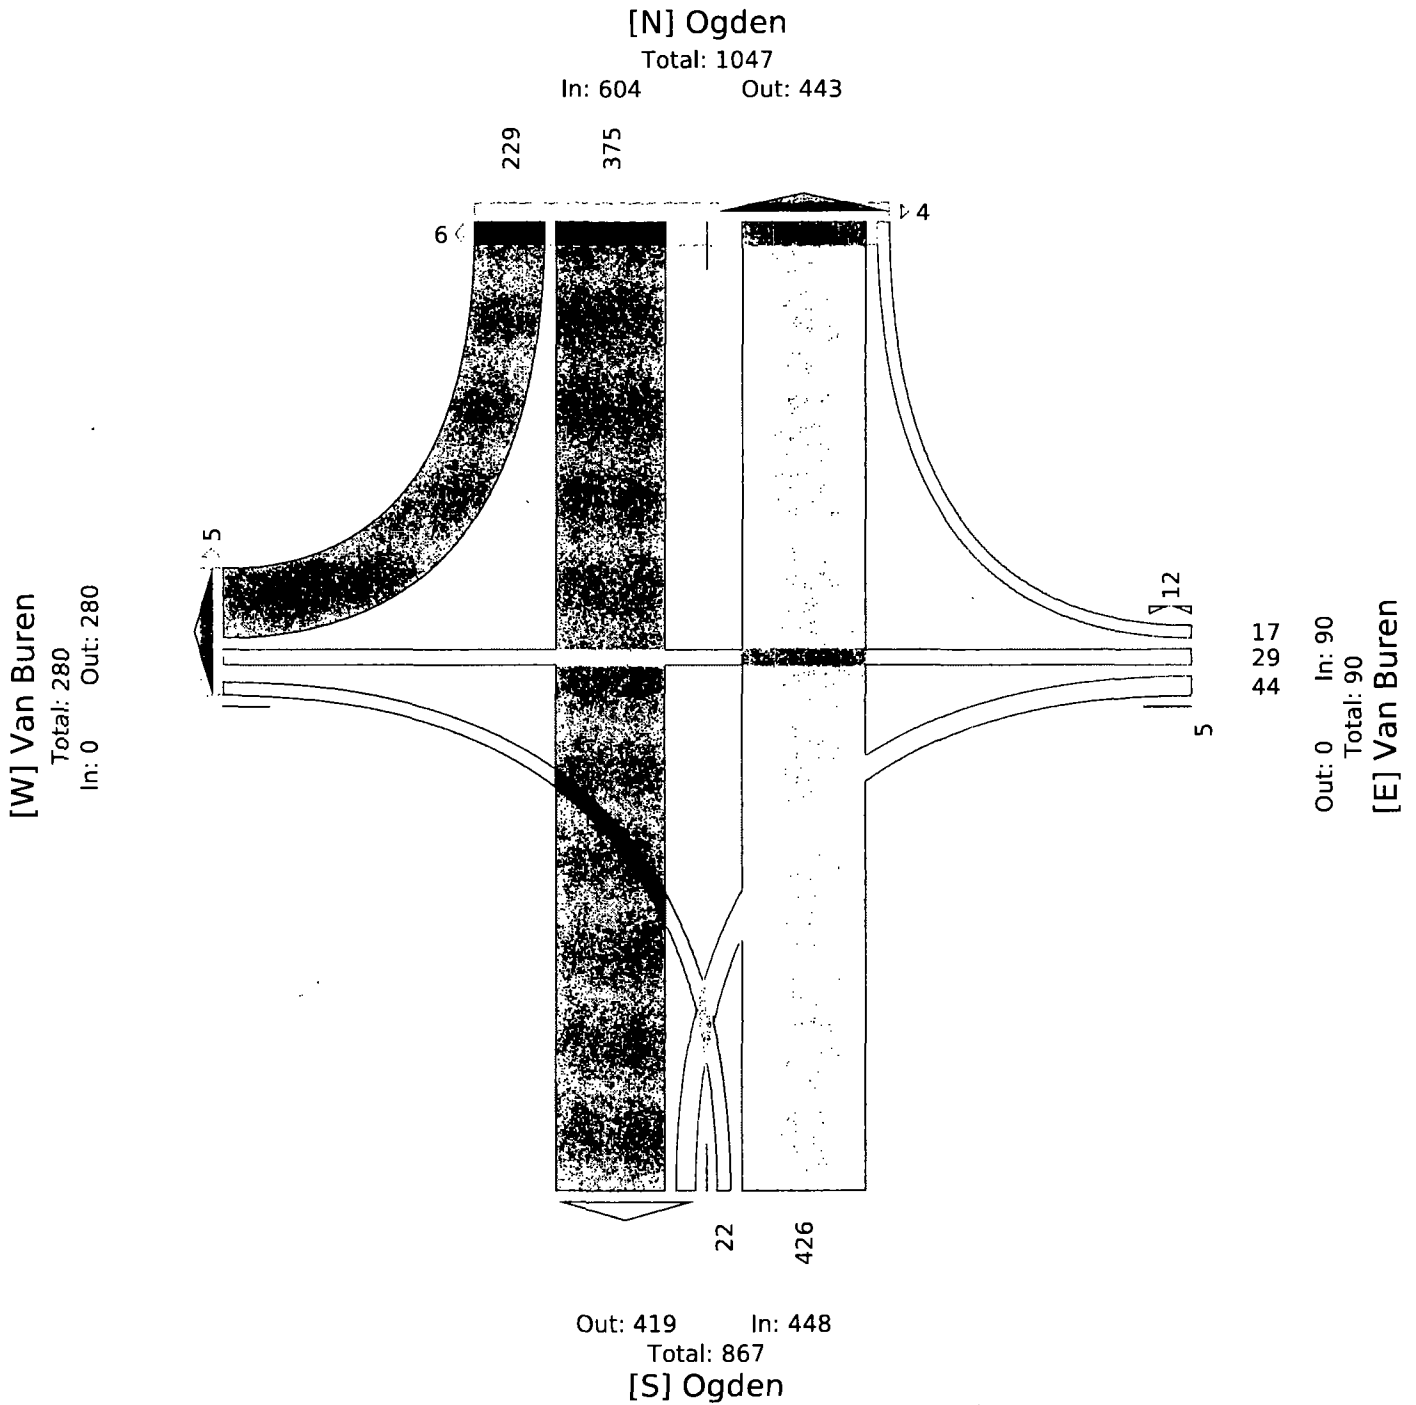 [N] Ogden
Total: 1047
In: 604 Out: 443
229 375
6 4
5
12
17
29
44
5
[W] Van Buren
Total: 280
In: 0 Out: 280
Out: 0 In: 90
Total: 90
[E] Van Buren
22 426
Out: 419 In: 448
Total: 867
[S] Ogden